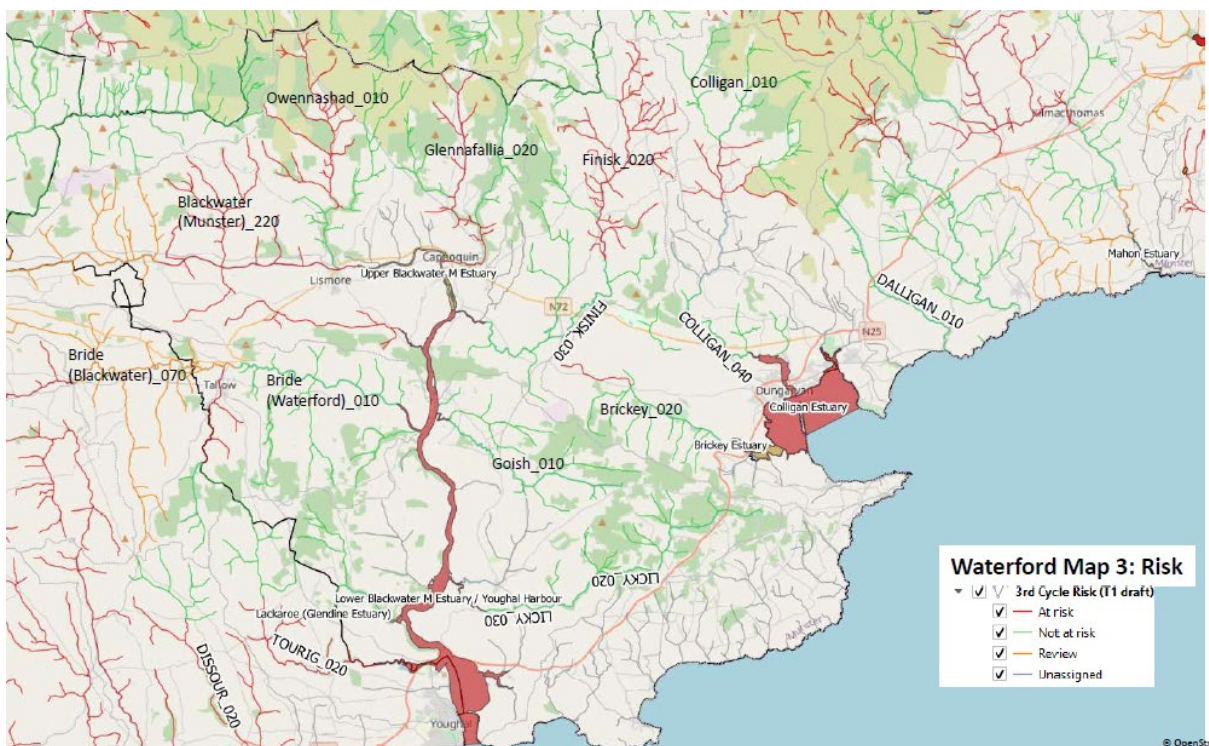 Owennashad_010
Colligan_010
Kilmacthomas
Glennafallia_020
Finisk_020
Blackwater
(Munster)_220
Cappoquin
Upper Blackwater M Estuary
Lismore
Mahon Estuary
N72
FINISK_030
DALLIGAN_010
N25
COLLIGAN_040
Bride
(Blackwater)_070
Tallow
Bride
(Waterford)_010
Dungarvan
Colligan Estuary
Brickey_020
Brickey Estuary
Goish_010
LICKY_020
Lower Blackwater M Estuary / Youghal Harbour
Lackaroe (Glendine Estuary)
LICKY_030
TOURIG_020
DISSOUR_020
Youghal
Waterford Map 3: Risk
3rd Cycle Risk (T1 draft)
At risk
Not at risk
Review
Unassigned